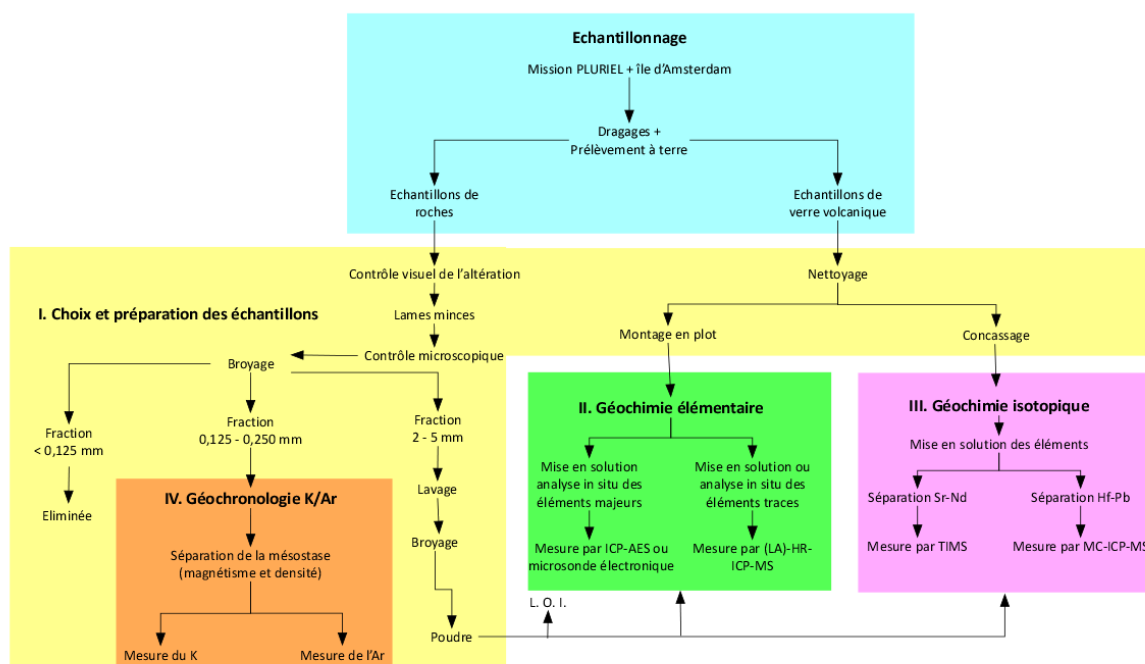 Echantillonnage
Mission PLURIEL + île d'Amsterdam
Dragages +
Prélèvement à terre
Echantillons de
roches
Echantillons de
verre volcanique
Contrôle visuel de l'altération
Nettoyage
I. Choix et préparation des échantillons
Lames minces
Montage en plot
Concassage
Contrôle microscopique
Broyage
Fraction
< 0,125 mm
Fraction
0,125 - 0,250 mm
Fraction
2 - 5 mm
Eliminée
Lavage
Broyage
Poudre
L. O. I.
IV. Géochronologie K/Ar
Séparation de la mésostase
(magnétisme et densité)
Mesure du K
Mesure de l'Ar
II. Géochimie élémentaire
Mise en solution
analyse in situ des
éléments majeurs
Mise en solution ou
analyse in situ des
éléments traces
Mesure par ICP-AES ou
microsonde électronique
Mesure par (LA)-HR-
ICP-MS
III. Géochimie isotopique
Mise en solution des éléments
Séparation Sr-Nd
Séparation Hf-Pb
Mesure par TIMS
Mesure par MC-ICP-MS